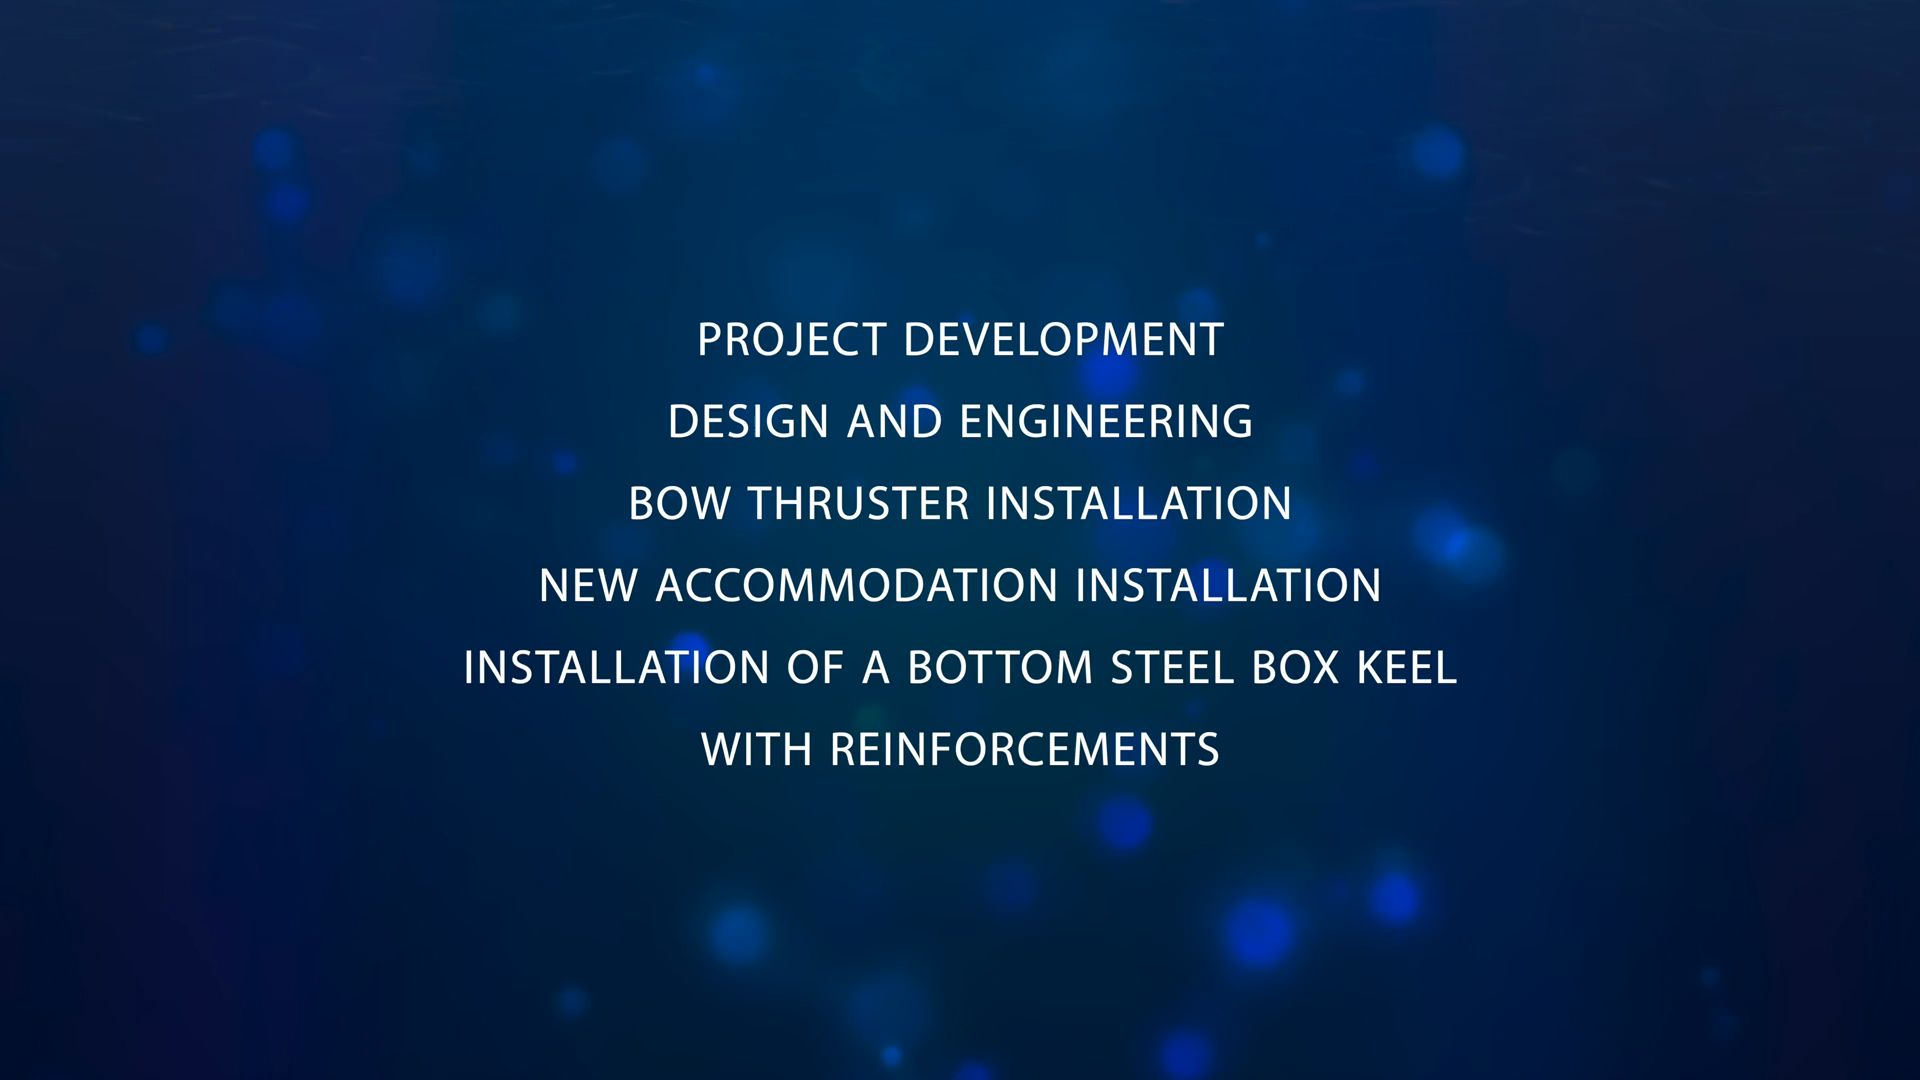 PROJECT DEVELOPMENT
DESIGN AND ENGINEERING
BOW THRUSTER INSTALLATION
NEW ACCOMMODATION INSTALLATION
INSTALLATION OF A BOTTOM STEEL BOX KEEL
WITH REINFORCEMENTS